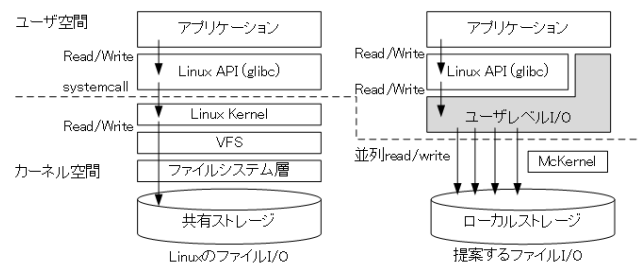 ユーザ空間
アプリケーション
Read/Write
Linux API (glibc)
systemcall
Linux Kernel
Read/Write
VFS
カーネル空間
ファイルシステム層
共有ストレージ
LinuxのファイルI/O
アプリケーション
Read/Write
Linux API (glibc)
Read/Write
ユーザレベルI/O
並列read/write
McKernel
ローカルストレージ
提案するファイルI/O